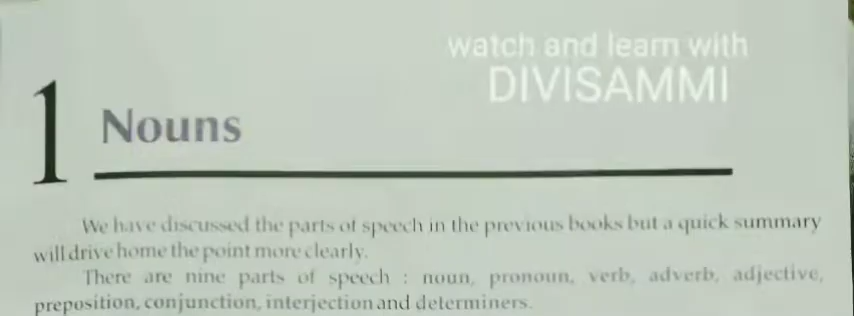 watch and learn with
DIVISAMMI
1 Nouns
We have discussed the parts of speech in the previous books but a quick summary
will drive home the point more clearly.
There are nine parts of speech : noun, pronoun, verb, adverb, adjective,
preposition, conjunction, interjection and determiners.